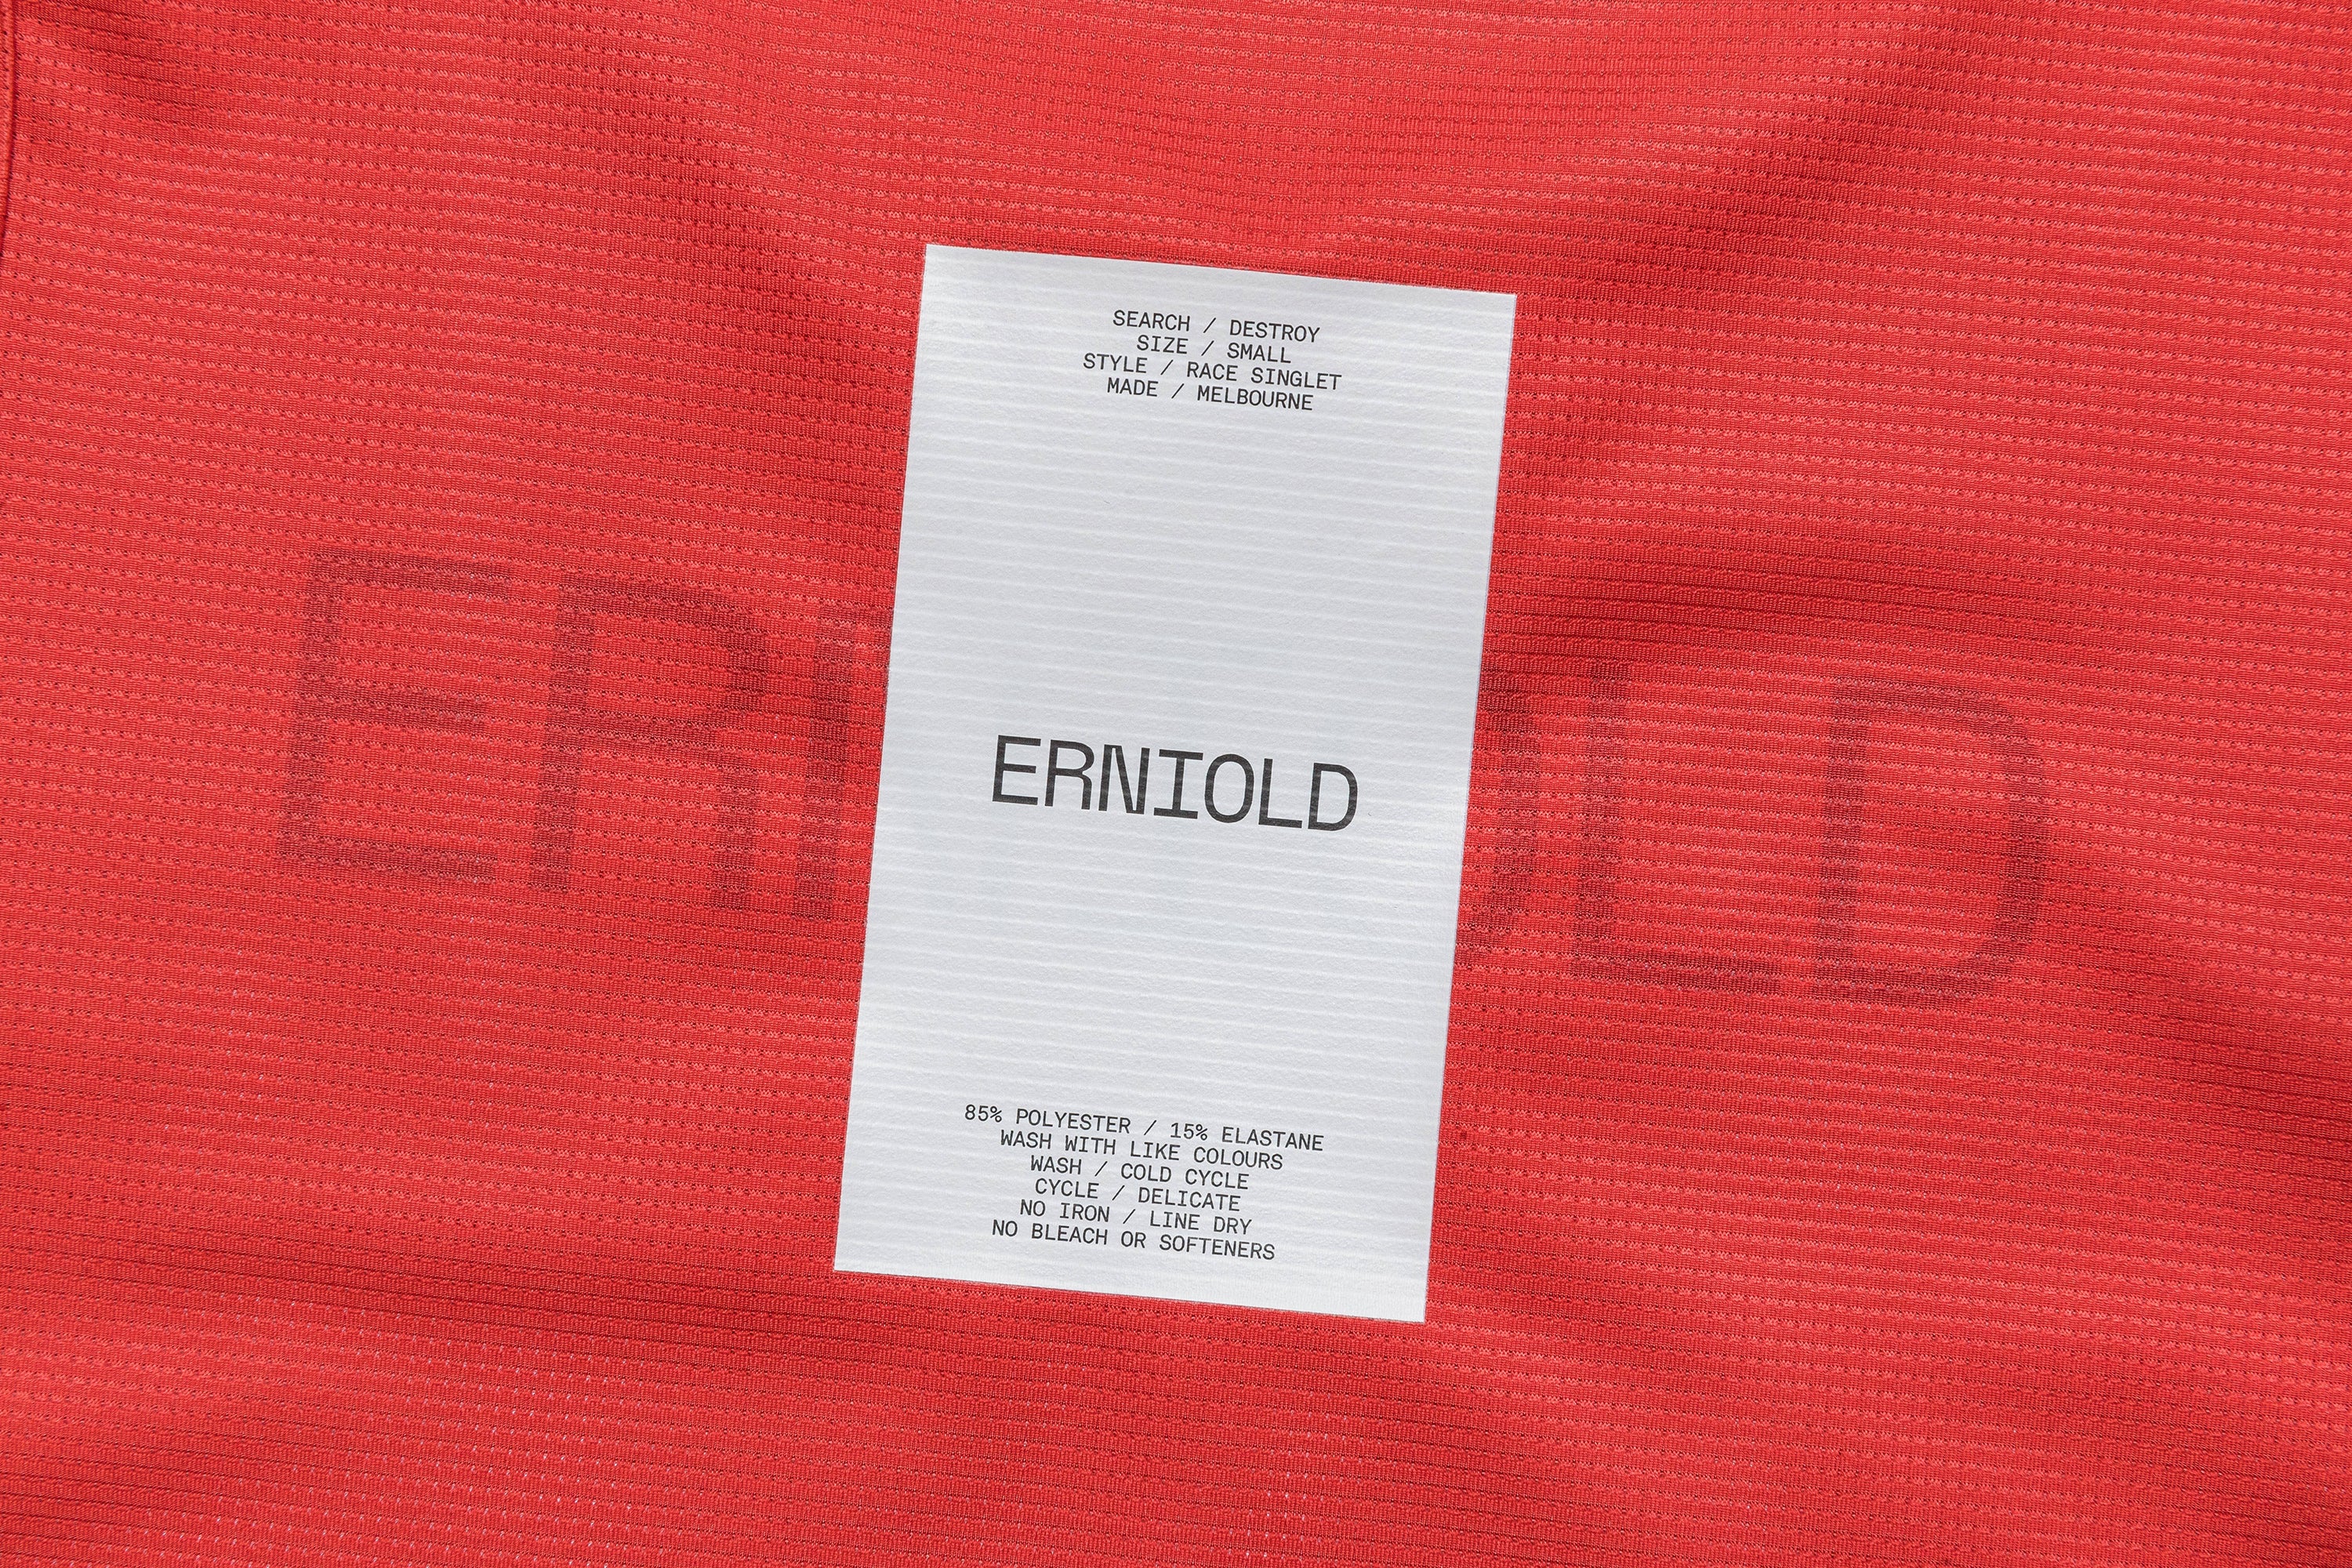 SEARCH / DESTROY
SIZE / SMALL
STYLE / RACE SINGLET
MADE / MELBOURNE
ERNIOLD
85% POLYESTER / 15% ELASTANE
WASH WITH LIKE COLOURS
WASH / COLD CYCLE
CYCLE / DELICATE
NO IRON / LINE DRY
NO BLEACH OR SOFTENERS